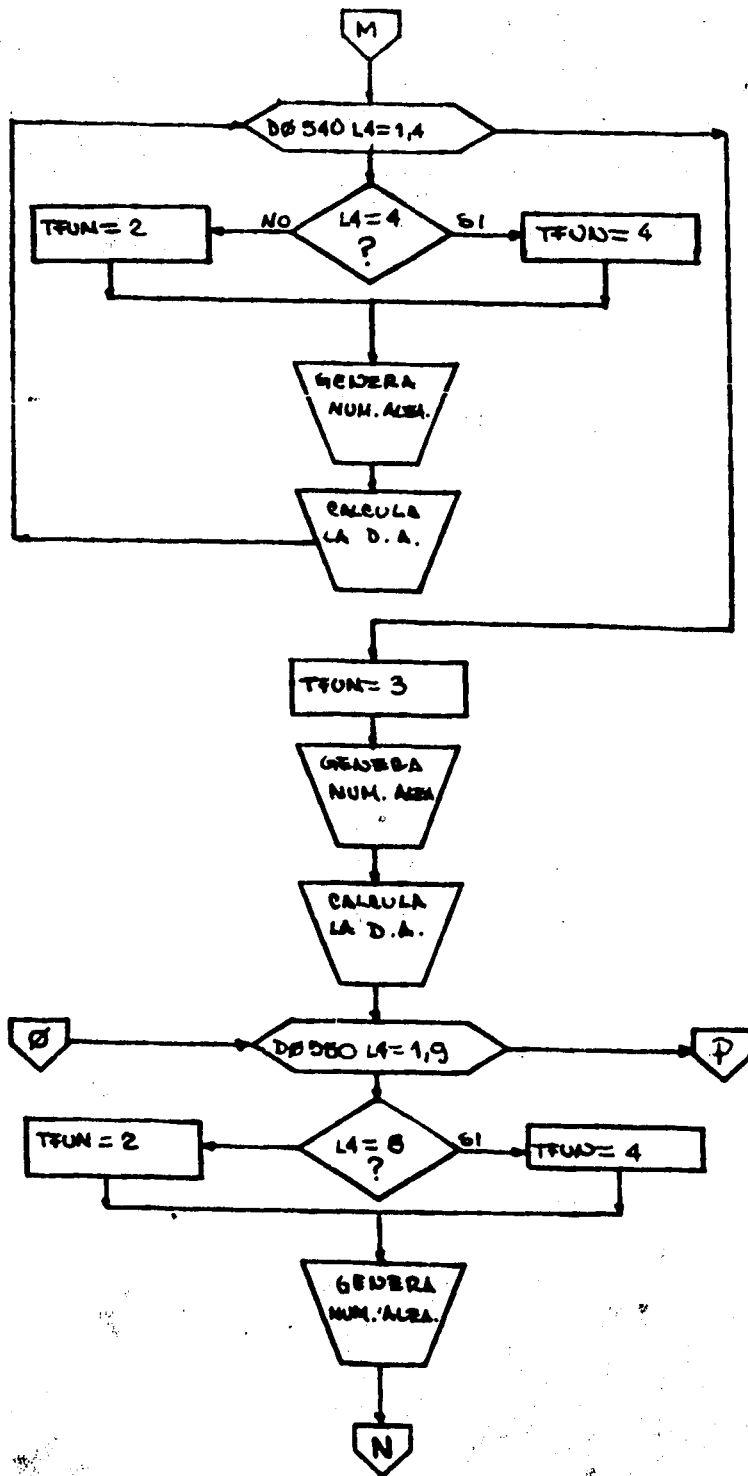 M
DØ 540 L4=1,4
TFUN=2
NO
L4=4
?
SI
TFUN=4
GENERA
NUM. ALEA.
CALCULA
LA D.A.
TFUN=3
GENERA
NUM. ALEA
CALCULA
LA D.A.
Ø
DØ 580 L4=1,9
P
TFUN=2
L4=8
?
SI
TFUN=4
GENERA
NUM. ALEA.
N